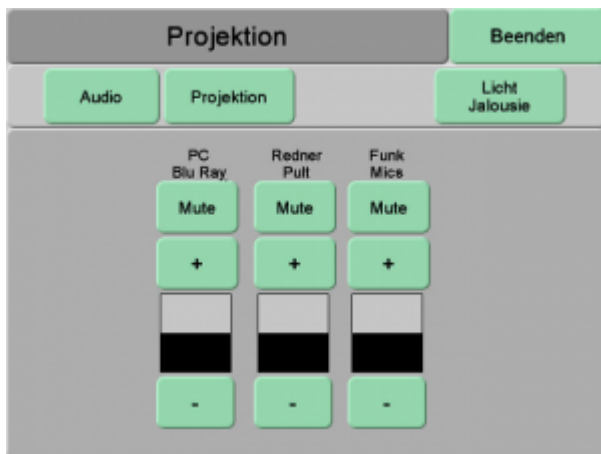 Projektion
Beenden
Audio
Projektion
Licht
Jalousie
PC
Blu Ray
Redner
Pult
Funk
Mics
Mute
Mute
Mute
+
+
+
-
-
-